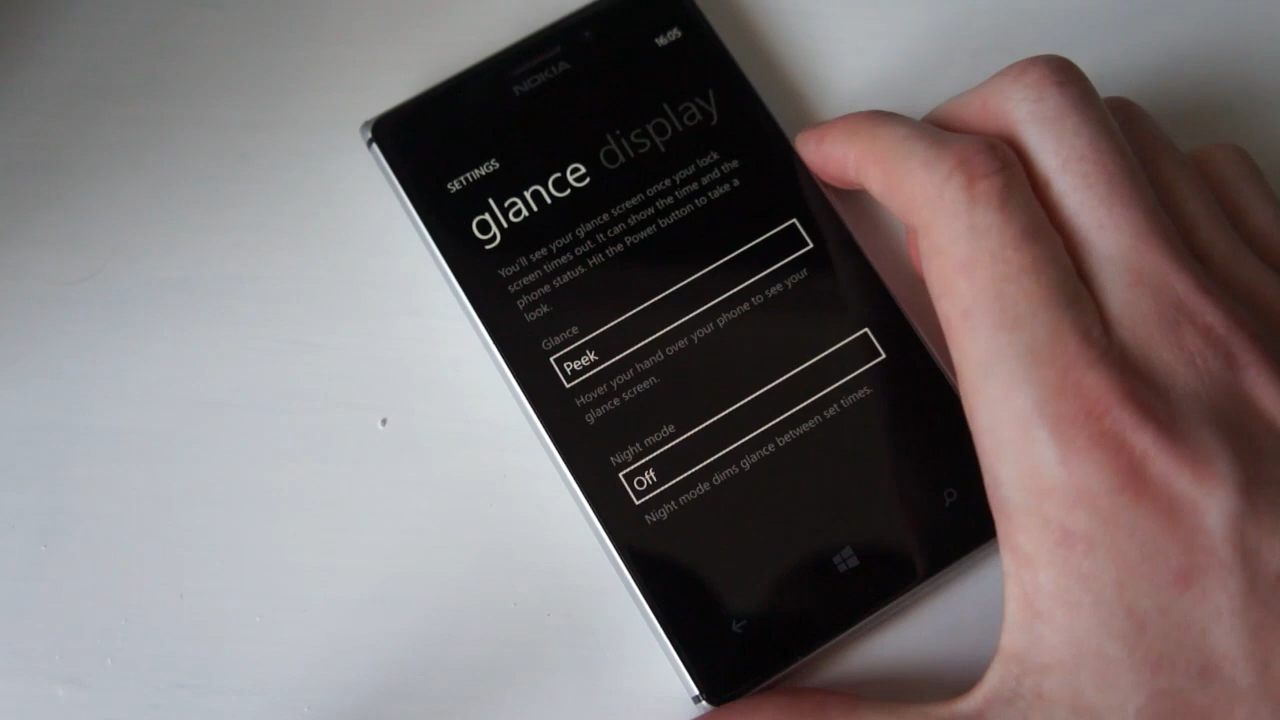 16:05
NOKIA
SETTINGS
glance display
You'll see your glance screen once your lock
screen times out. It can show the time and the
phone status. Hit the Power button to take a
look.
Glance
Peek
Hover your hand over your phone to see your
glance screen.
Night mode
Off
Night mode dims glance between set times.